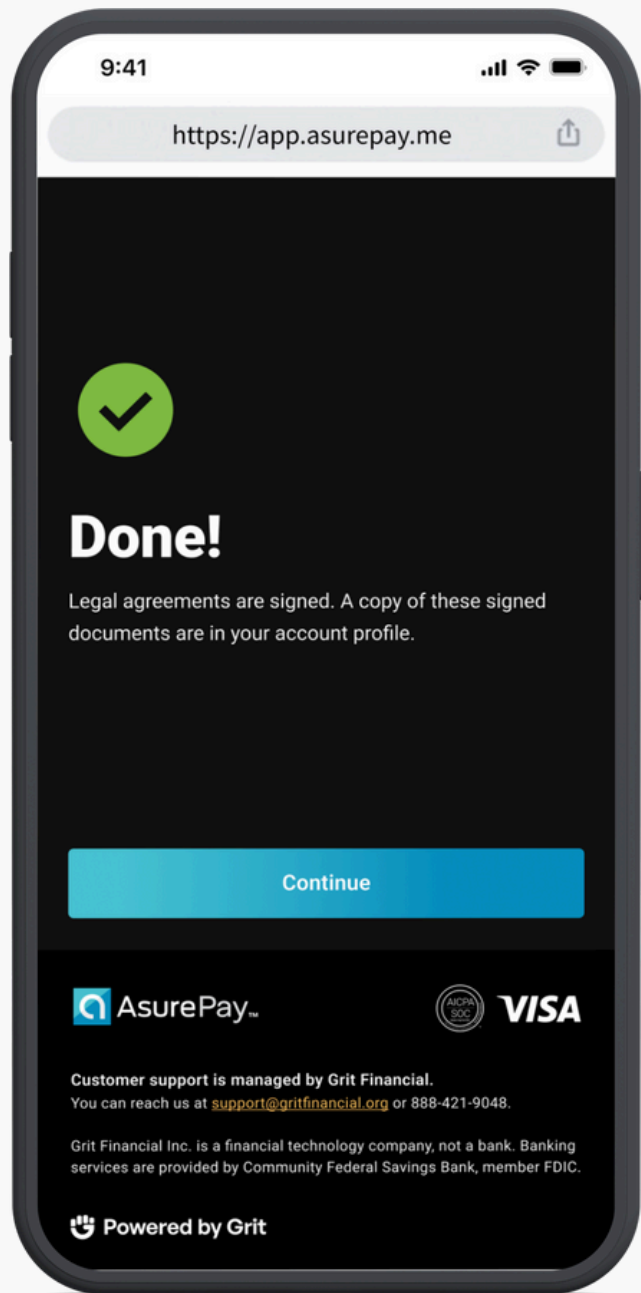 9:41
https://app.asurepay.me
Done!
Legal agreements are signed. A copy of these signed
documents are in your account profile.
Continue
AsurePay™
AICPA
SOC
VISA
Customer support is managed by Grit Financial.
You can reach us at support@gritfinancial.org or 888-421-9048.
Grit Financial Inc. is a financial technology company, not a bank. Banking
services are provided by Community Federal Savings Bank, member FDIC.
Powered by Grit